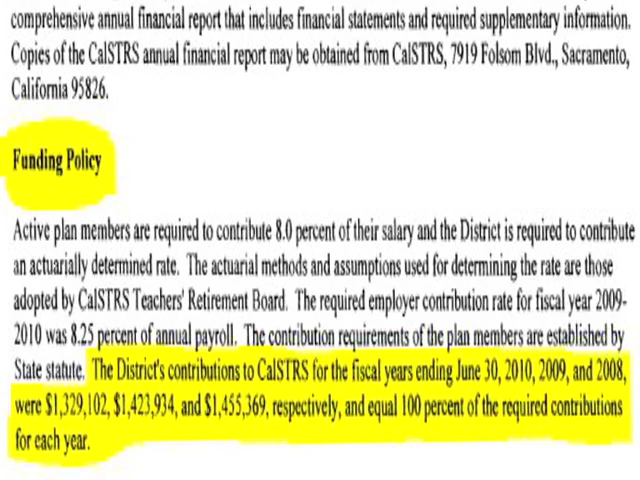 comprehensive annual financial report that includes financial statements and required supplementary information.
Copies of the CalSTRS annual financial report may be obtained from CalSTRS, 7919 Folsom Blvd., Sacramento,
California 95826.
Funding Policy
Active plan members are required to contribute 8.0 percent of their salary and the District is required to contribute
an actuarially determined rate. The actuarial methods and assumptions used for determining the rate are those
adopted by CalSTRS Teachers' Retirement Board. The required employer contribution rate for fiscal year 2009-
2010 was 8.25 percent of annual payroll. The contribution requirements of the plan members are established by
State statute. The District's contributions to CalSTRS for the fiscal years ending June 30, 2010, 2009, and 2008,
were $1,329,102, $1,423,934, and $1,455,369, respectively, and equal 100 percent of the required contributions
for each year.